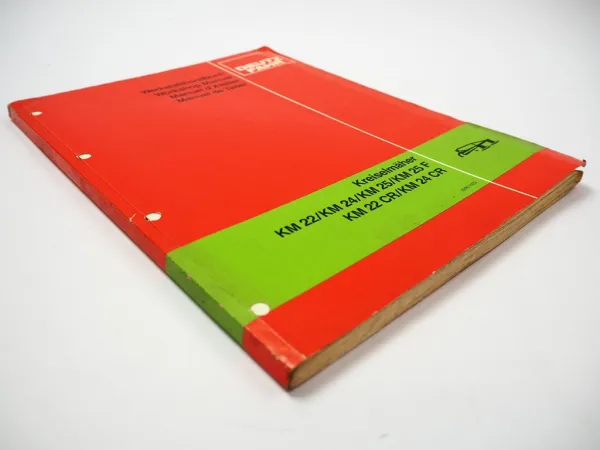 DEUTZ
FAHR
Werkstatthandbuch
Workshop Manual
Manuel d'Atelier
Manual de Taller
Kreiselmäher
KM 22/KM 24/KM 25/KM 25 F
KM 22 CR/KM 24 CR